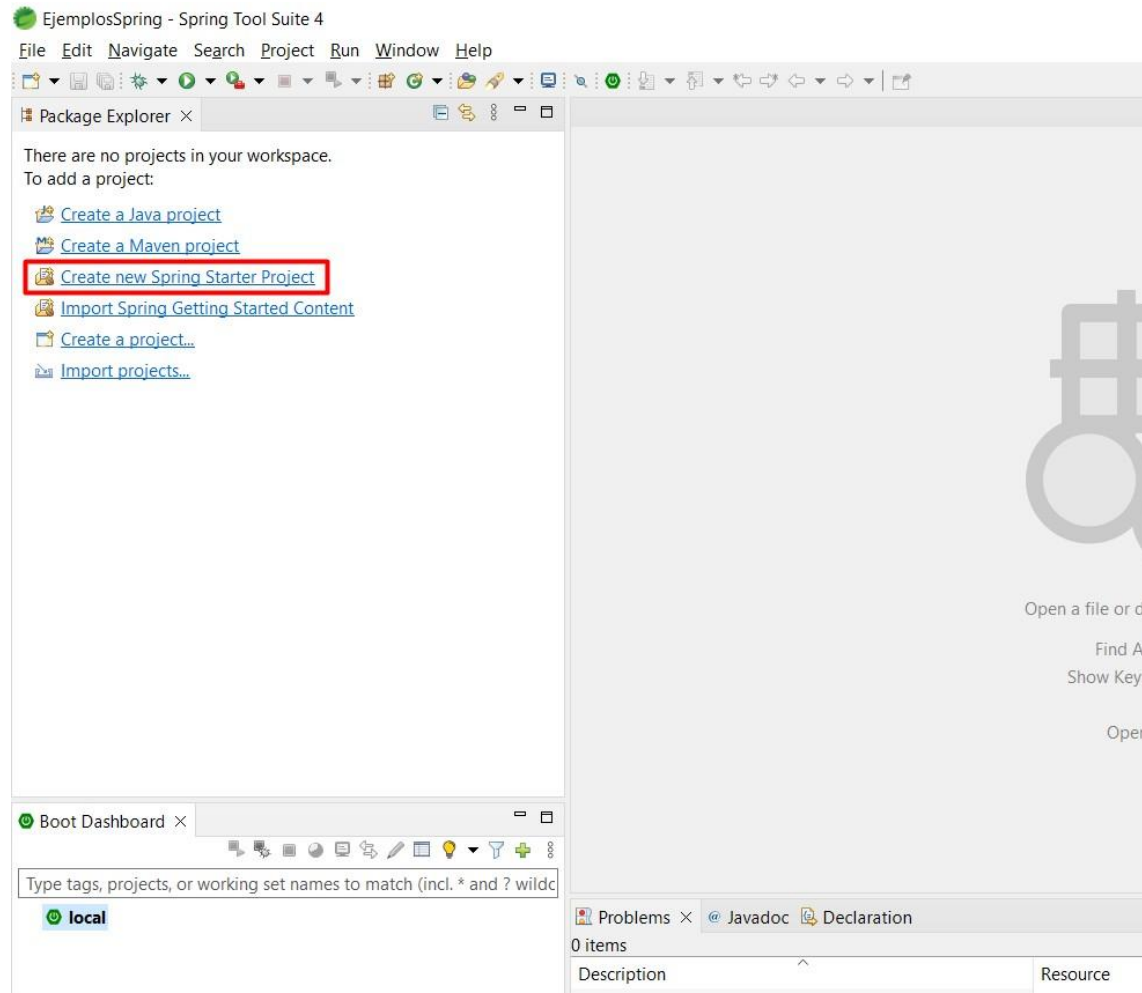 EjemplosSpring - Spring Tool Suite 4
File Edit Navigate Search Project Run Window Help
Package Explorer
There are no projects in your workspace.
To add a project:
Create a Java project
Create a Maven project
Create new Spring Starter Project
Import Spring Getting Started Content
Create a project...
Import projects...
Open a file or d
Find A
Show Key
Open
Boot Dashboard
Type tags, projects, or working set names to match (incl. * and ? wildc
local
Problems @ Javadoc Declaration
0 items
Description Resource